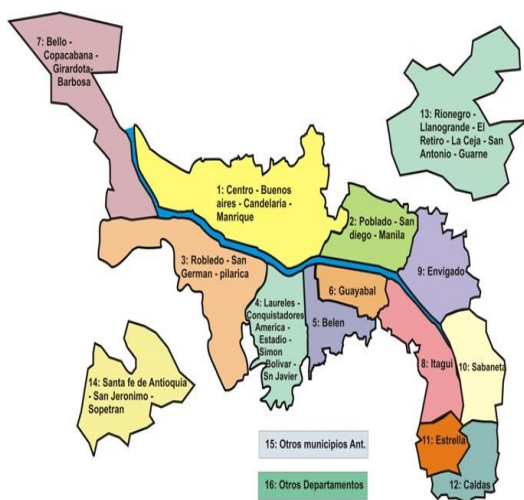 7: Bello -
Copacabana -
Girardota-
Barbosa
13: Rionegro -
Llanogrande - El
Retiro - La Ceja - San
Antonio - Guarne
1: Centro - Buenos
aires - Candelaria -
Manrique
2: Poblado - San
diego - Manila
3: Robledo - San
German - pilarica
9: Envigado
6: Guayabal
4: Laureles -
Conquistadores
America -
Estadio -
Simon
Bolivar -
Sn Javier
5: Belen
8: Itagui
10: Sabaneta
14: Santa fe de Antioquia
- San Jeronimo -
Sopetran
11: Estrella
15: Otros municipios Ant.
16: Otros Departamentos
12: Caldas